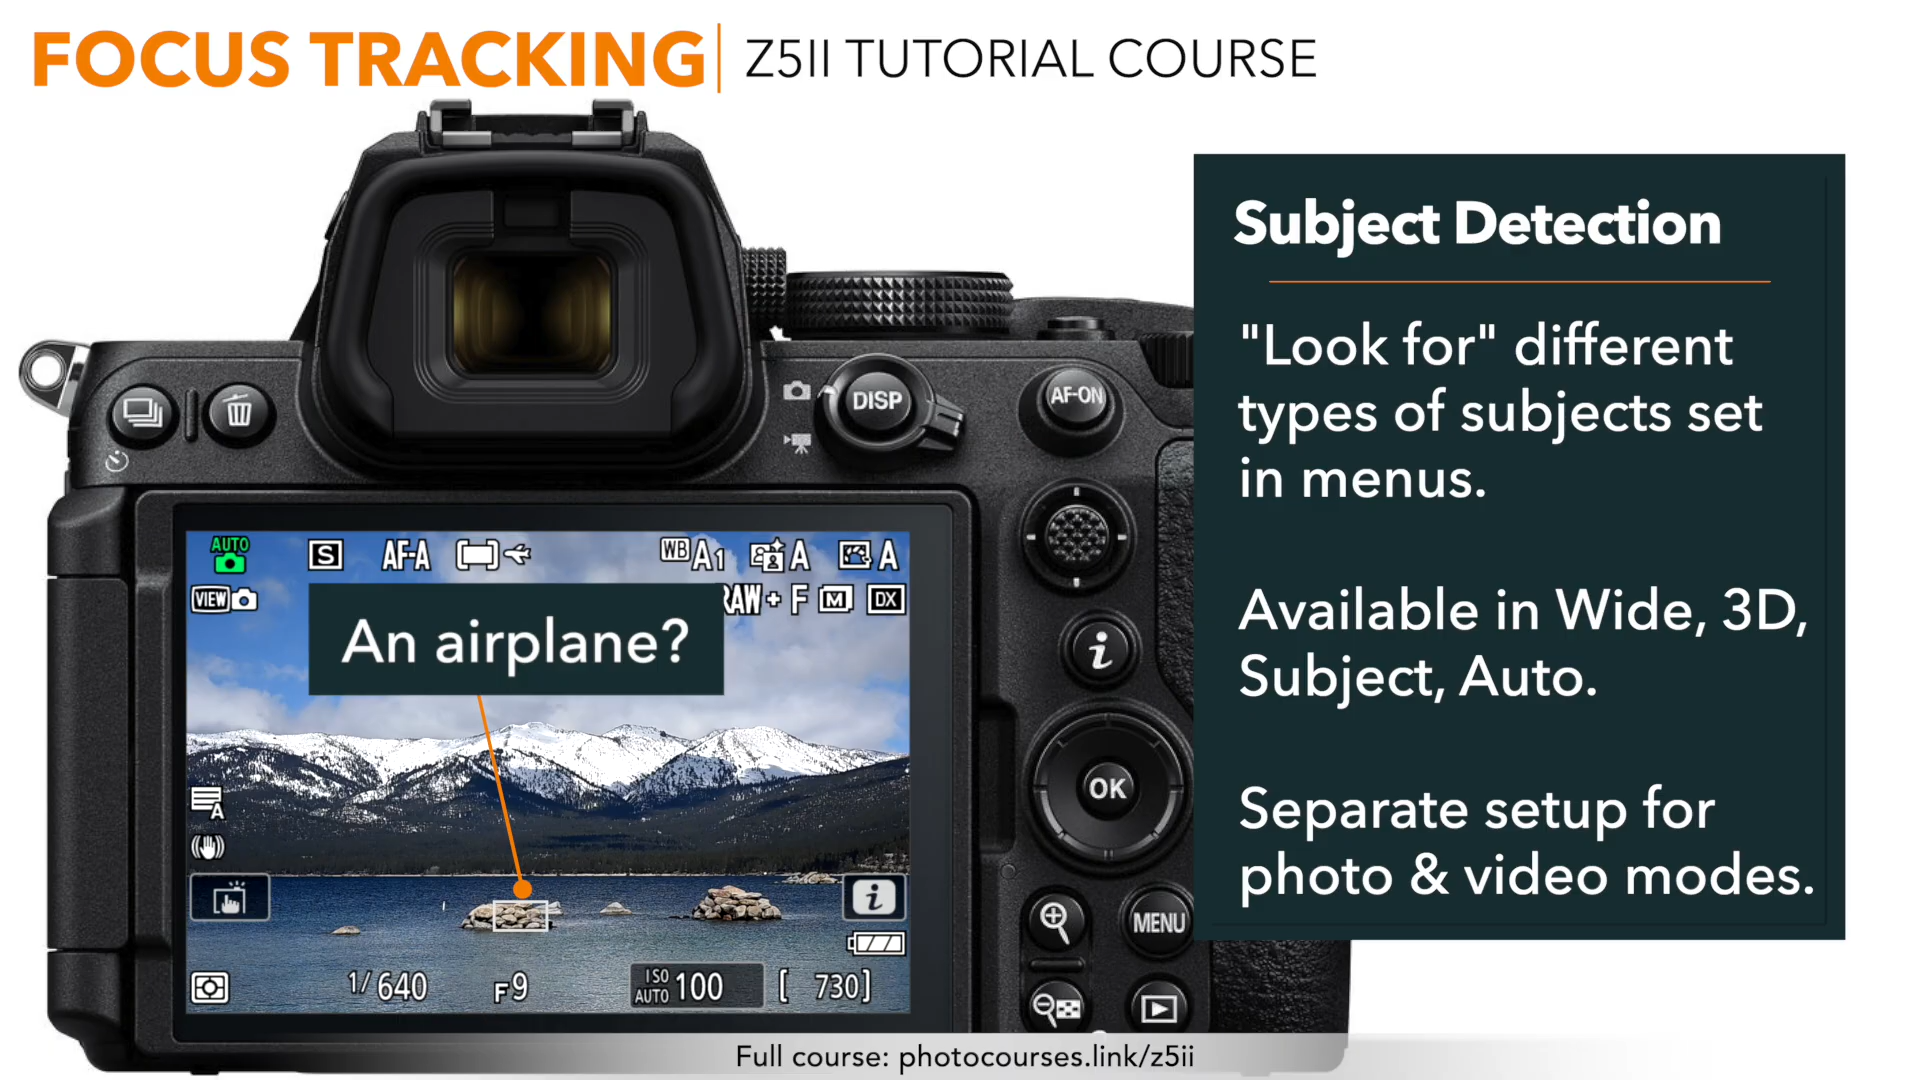 FOCUS TRACKING | Z5II TUTORIAL COURSE
Subject Detection
"Look for" different
types of subjects set
in menus.
Available in Wide, 3D,
Subject, Auto.
Separate setup for
photo & video modes.
DISP
AF-ON
AUTO
S
AF-A
WB A1
A
A
VIEW
RAW + F M DX
An airplane?
A
i
i
OK
MENU
1/640 F9 ISO AUTO 100 [ 730]
Full course: photocourses.link/z5ii